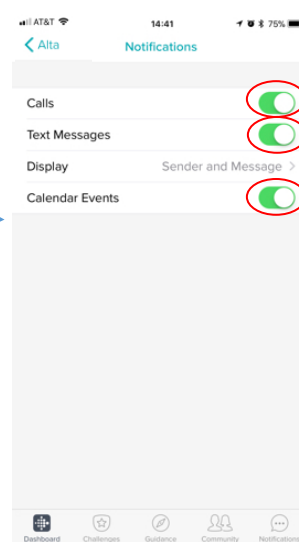 AT&T 14:41 75%
Alta Notifications
Calls
Text Messages
Display Sender and Message
Calendar Events
Dashboard Challenges Guidance Community Notifications